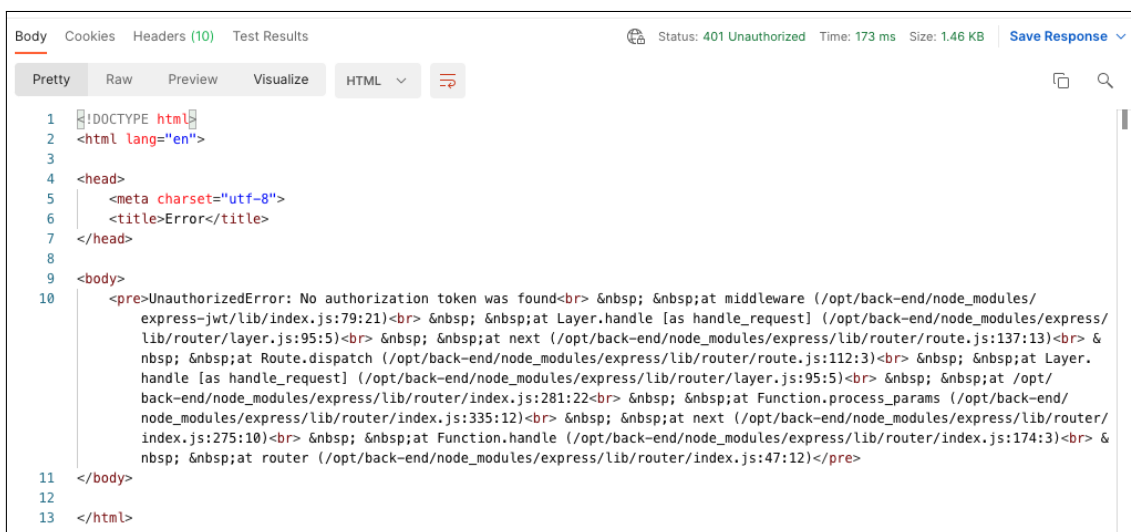 Body Cookies Headers (10) Test Results Status: 401 Unauthorized Time: 173 ms Size: 1.46 KB Save Response
Pretty Raw Preview Visualize HTML
1 <!DOCTYPE html>
2 <html lang="en">
3
4 <head>
5 <meta charset="utf-8">
6 <title>Error</title>
7 </head>
8
9 <body>
10 <pre>UnauthorizedError: No authorization token was found<br> &nbsp; &nbsp;at middleware (/opt/back-end/node_modules/
express-jwt/lib/index.js:79:21)<br> &nbsp; &nbsp;at Layer.handle [as handle_request] (/opt/back-end/node_modules/express/
lib/router/layer.js:95:5)<br> &nbsp; &nbsp;at next (/opt/back-end/node_modules/express/lib/router/route.js:137:13)<br> &
nbsp; &nbsp;at Route.dispatch (/opt/back-end/node_modules/express/lib/router/route.js:112:3)<br> &nbsp; &nbsp;at Layer.
handle [as handle_request] (/opt/back-end/node_modules/express/lib/router/layer.js:95:5)<br> &nbsp; &nbsp;at /opt/
back-end/node_modules/express/lib/router/index.js:281:22<br> &nbsp; &nbsp;at Function.process_params (/opt/back-end/
node_modules/express/lib/router/index.js:335:12)<br> &nbsp; &nbsp;at next (/opt/back-end/node_modules/express/lib/router/
index.js:275:10)<br> &nbsp; &nbsp;at Function.handle (/opt/back-end/node_modules/express/lib/router/index.js:174:3)<br> &
nbsp; &nbsp;at router (/opt/back-end/node_modules/express/lib/router/index.js:47:12)</pre>
11 </body>
12
13 </html>